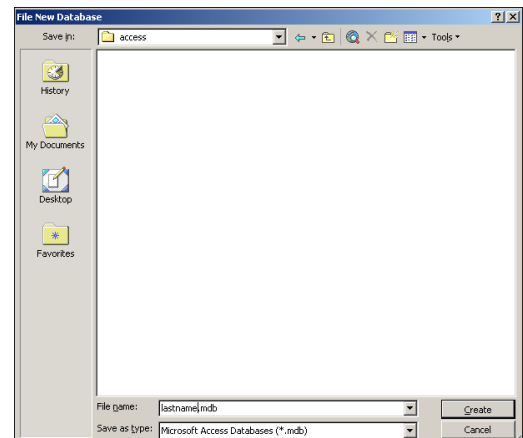 File New Database
Save in: access Tools
History
My Documents
Desktop
Favorites
File name: lastname.mdb Create
Save as type: Microsoft Access Databases (*.mdb) Cancel